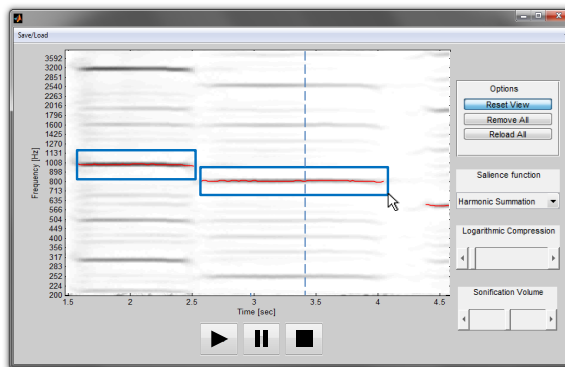 Save/Load
3592
3200
2851
2540
2263
2016
1796
1600
1425
1270
1131
1008
898
800
713
635
566
504
449
400
356
317
283
252
224
200
Frequency [Hz]
1.5 2 2.5 3 3.5 4 4.5
Time [sec]
Options
Reset View
Remove All
Reload All
Salience function
Harmonic Summation
Logarithmic Compression
Sonification Volume